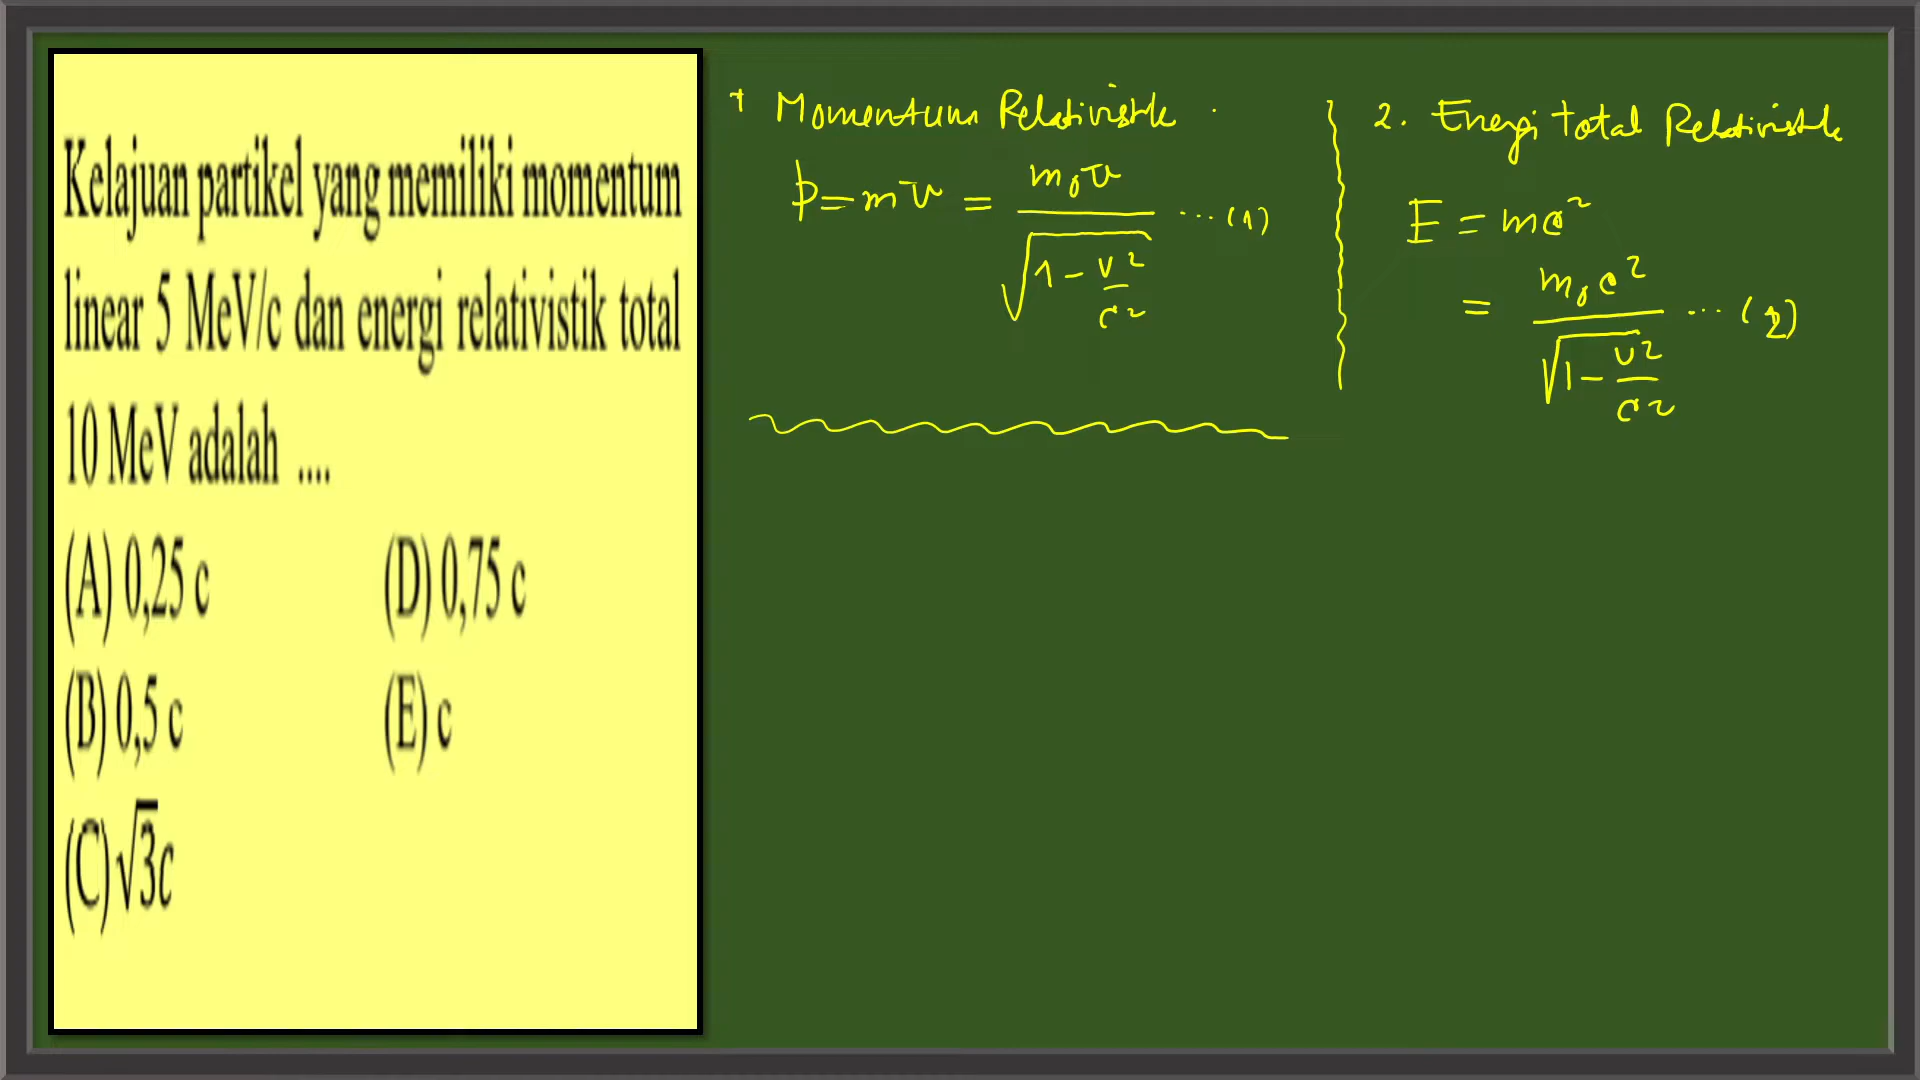 Kelajuan partikel yang memiliki momentum
linear 5 MeV/c dan energi relativistik total
10 MeV adalah ....
(A) 0,25 c (D) 0,75 c
(B) 0,5 c (E) c
(C) √3c
* Momentum Relativistik .
p = mv = m₀v / √(1 - v²/c²) ... (1)
2. Energi total Relativistik
E = mc²
= m₀c² / √(1 - v²/c²) ... (2)